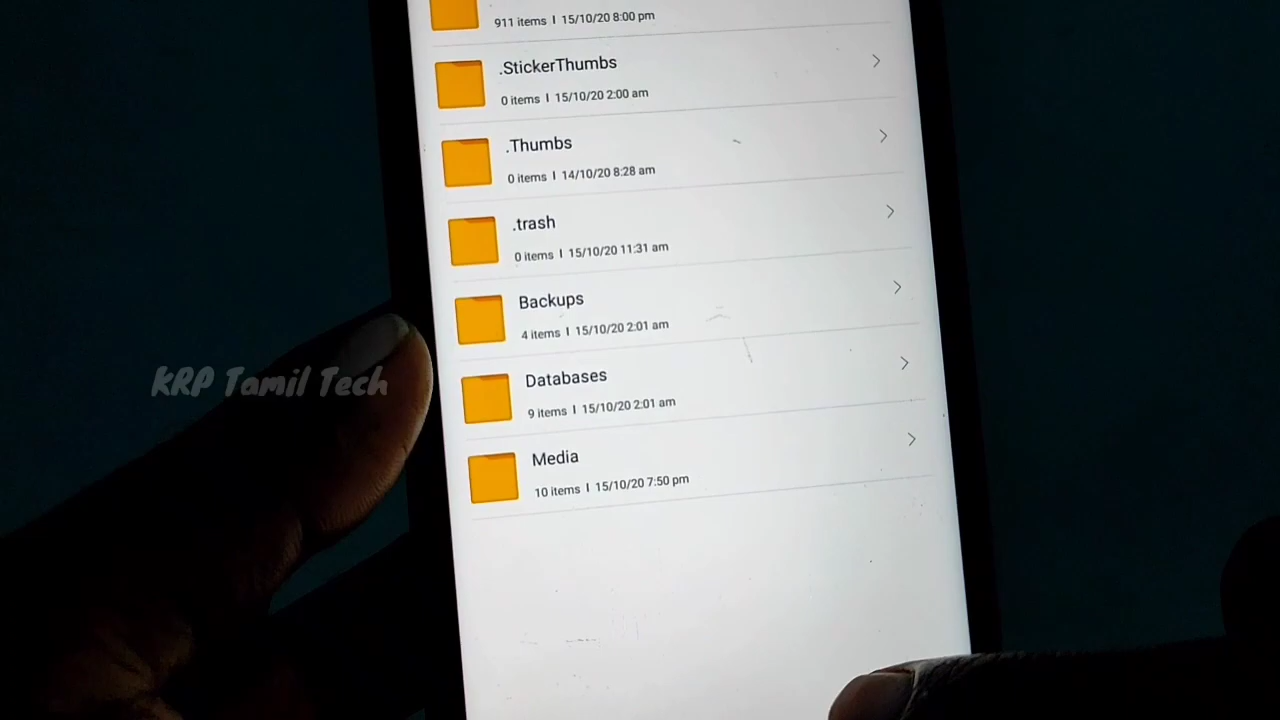 911 items I 15/10/20 8:00 pm
.StickerThumbs
0 items I 15/10/20 2:00 am
.Thumbs
0 items I 14/10/20 8:28 am
.trash
0 items I 15/10/20 11:31 am
Backups
4 items I 15/10/20 2:01 am
KRP Tamil Tech
Databases
9 items I 15/10/20 2:01 am
Media
10 items I 15/10/20 7:50 pm